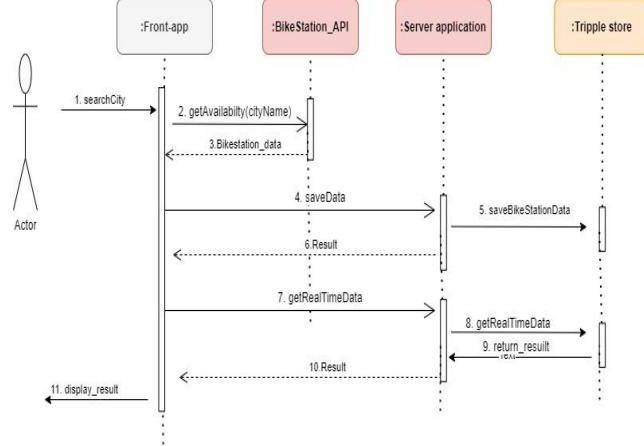 :Front-app
:BikeStation_API
:Server application
:Tripple store
1. searchCity
2. getAvailabilty(cityName)
3.Bikestation_data
Actor
4. saveData
5. saveBikeStationData
6.Result
7. getRealTimeData
8. getRealTimeData
9. return_resuilt
10.Result
11. display_result